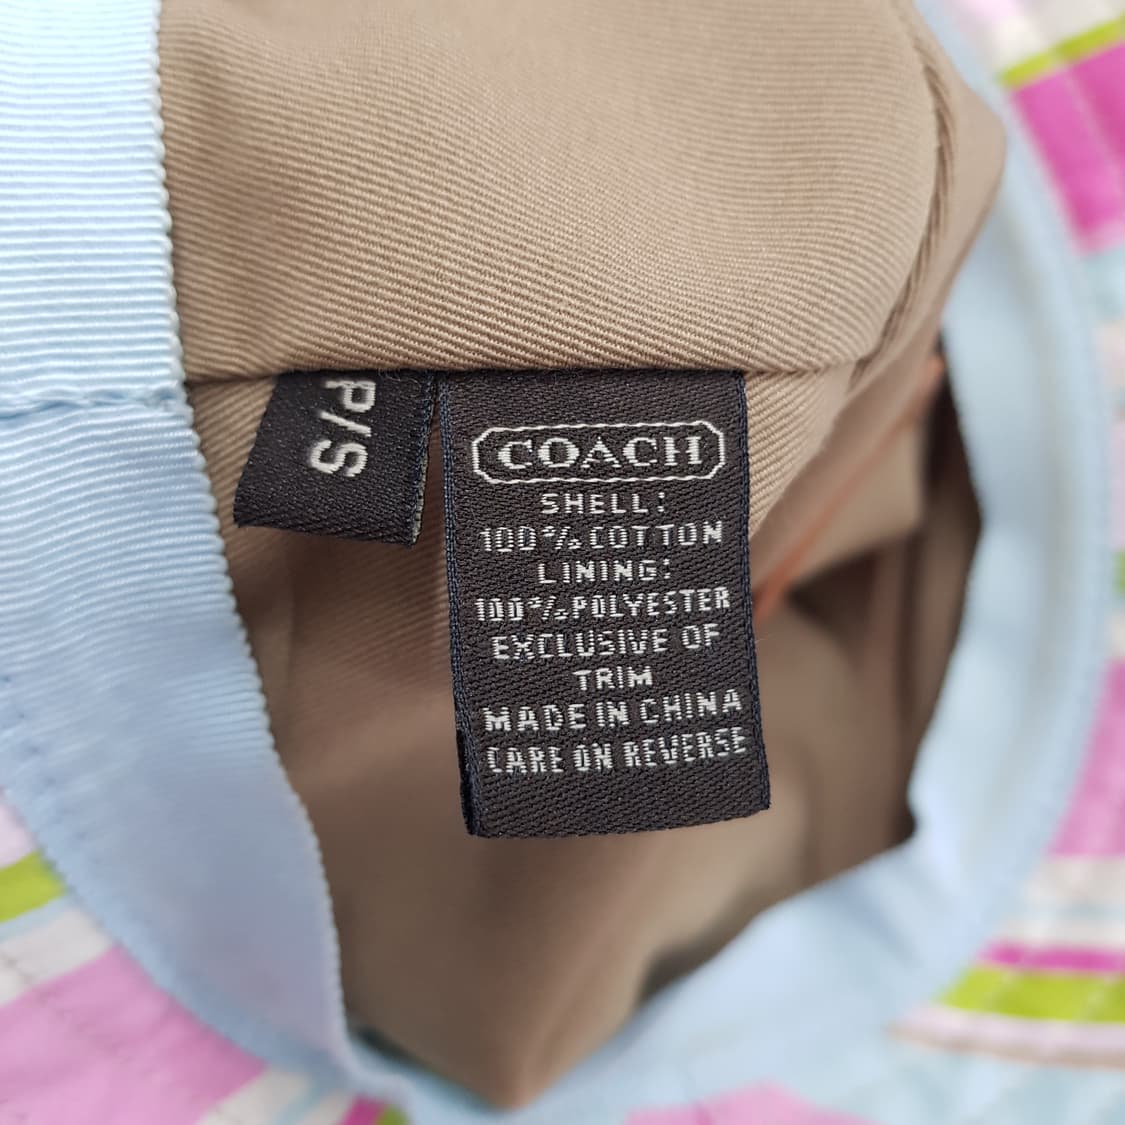 P/S
COACH
SHELL:
100% COTTON
LINING:
100% POLYESTER
EXCLUSIVE OF
TRIM
MADE IN CHINA
CARE ON REVERSE